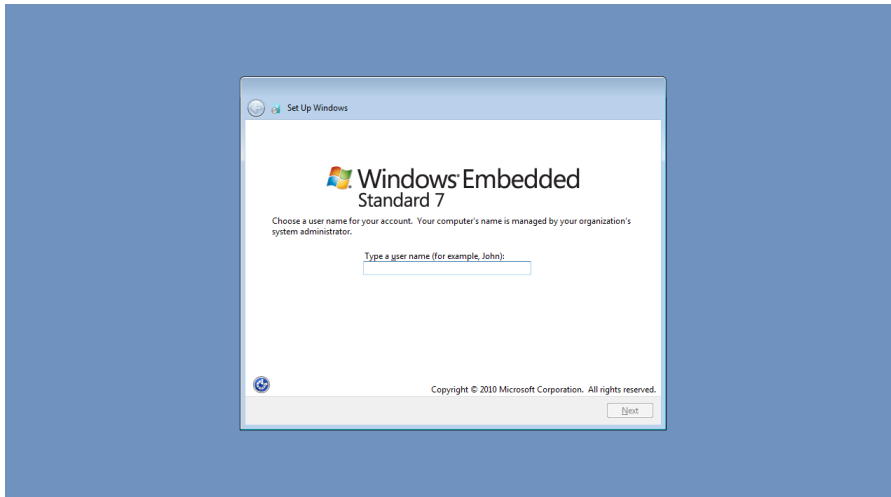 Set Up Windows
Windows® Embedded
Standard 7
Choose a user name for your account.  Your computer's name is managed by your organization's
system administrator.
Type a user name (for example, John):
Copyright © 2010 Microsoft Corporation.  All rights reserved.
Next